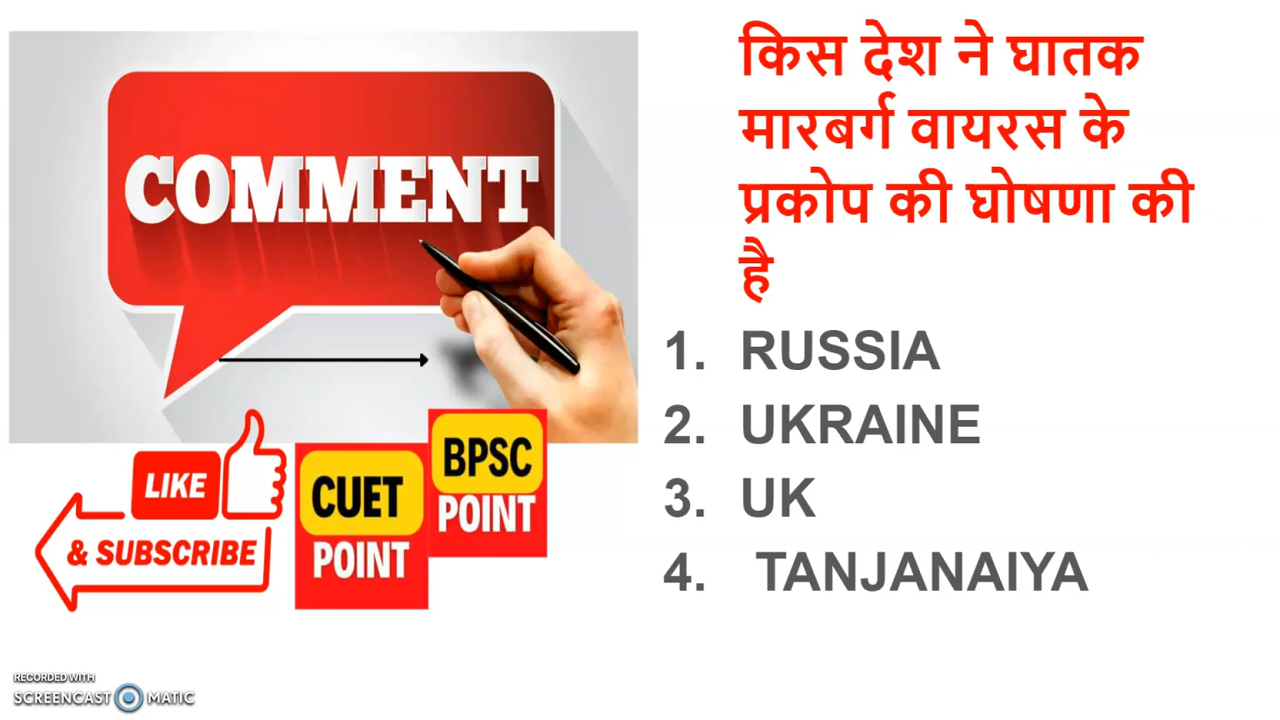 COMMENT
LIKE
& SUBSCRIBE
CUET
POINT
BPSC
POINT
किस देश ने घातक
मारबर्ग वायरस के
प्रकोप की घोषणा की
है
1. RUSSIA
2. UKRAINE
3. UK
4. TANJANAIYA
RECORDED WITH
SCREENCAST MATIC